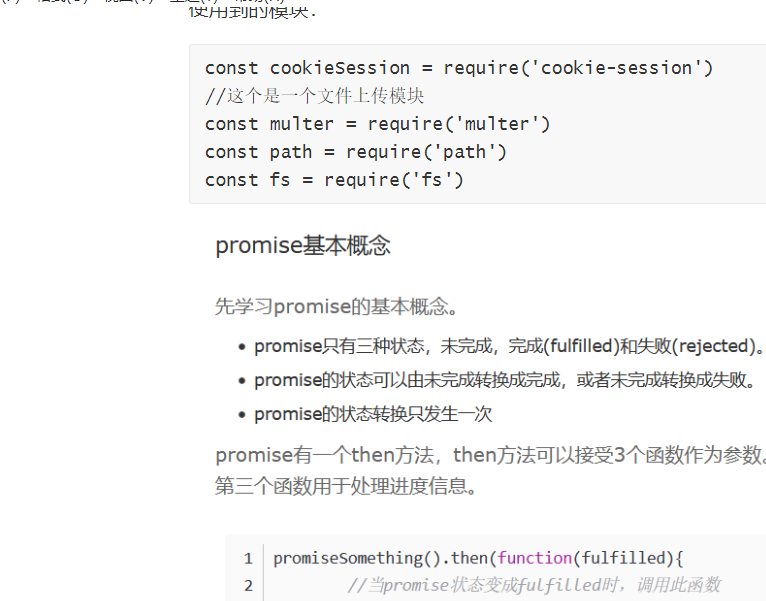 使用到的模块：
const cookieSession = require('cookie-session')
//这个是一个文件上传模块
const multer = require('multer')
const path = require('path')
const fs = require('fs')
promise基本概念
先学习promise的基本概念。
promise只有三种状态，未完成，完成(fulfilled)和失败(rejected)。
promise的状态可以由未完成转换成完成，或者未完成转换成失败。
promise的状态转换只发生一次
promise有一个then方法，then方法可以接受3个函数作为参数。
第三个函数用于处理进度信息。
1 promiseSomething().then(function(fulfilled){
2 //当promise状态变成fulfilled时，调用此函数